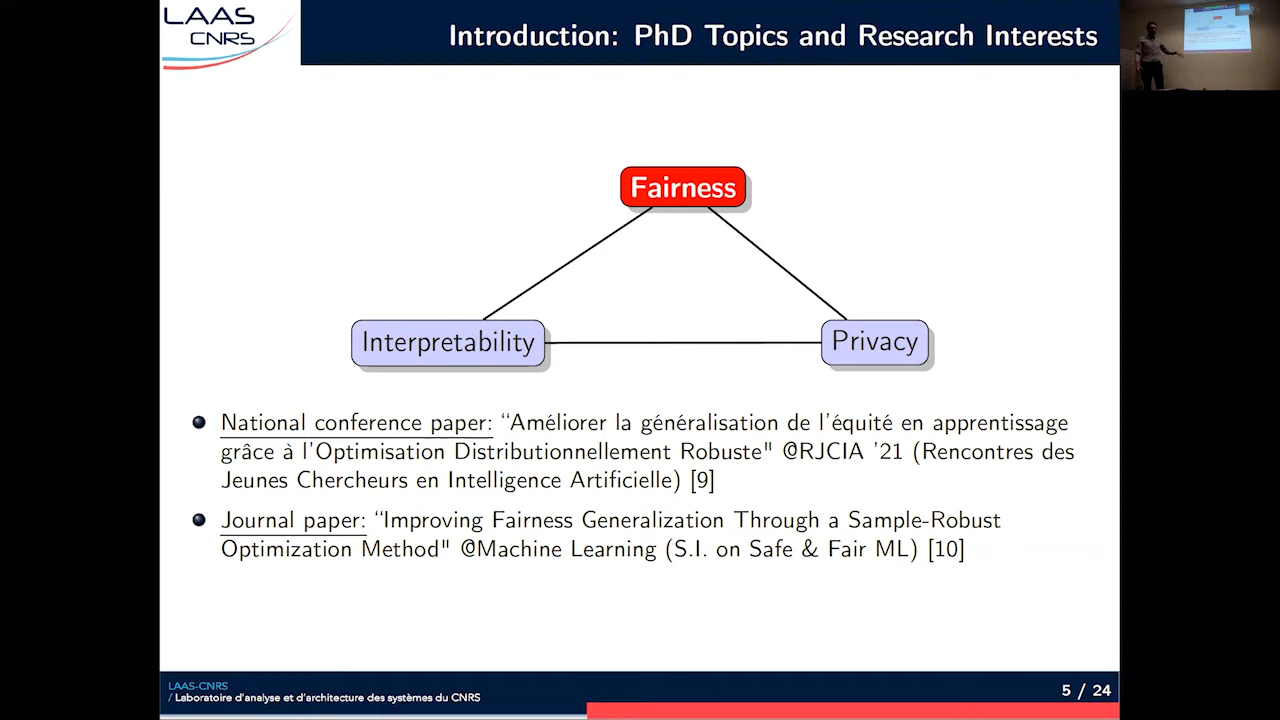 LAAS
CNRS
Introduction: PhD Topics and Research Interests
Fairness
Interpretability
Privacy
National conference paper: “Améliorer la généralisation de l'équité en apprentissage
grâce à l'Optimisation Distributionnellement Robuste" @RJCIA '21 (Rencontres des
Jeunes Chercheurs en Intelligence Artificielle) [9]
Journal paper: “Improving Fairness Generalization Through a Sample-Robust
Optimization Method" @Machine Learning (S.I. on Safe & Fair ML) [10]
LAAS-CNRS
/ Laboratoire d'analyse et d'architecture des systèmes du CNRS
5 / 24